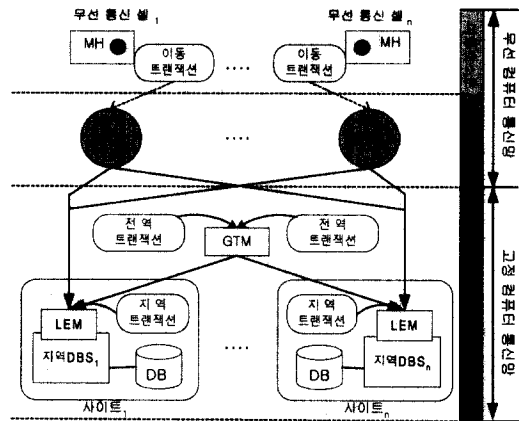 무선 통신 셀 1
무선 통신 셀 n
MH
이동 트랜잭션
....
이동 트랜잭션
MH
무선 컴퓨터 통신망
....
전역 트랜잭션
GTM
전역 트랜잭션
고정 컴퓨터 통신망
LEM
지역 트랜잭션
지역DBS1
DB
사이트1
....
지역 트랜잭션
LEM
DB
지역DBSn
사이트n